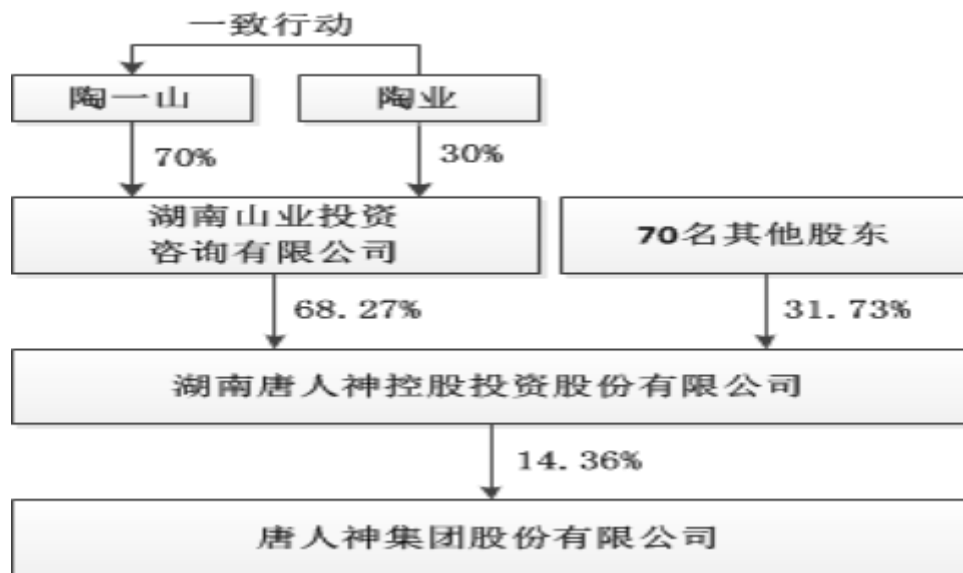 一致行动
陶一山
陶业
70%
30%
湖南山业投资
咨询有限公司
70名其他股东
68.27%
31.73%
湖南唐人神控股投资股份有限公司
14.36%
唐人神集团股份有限公司